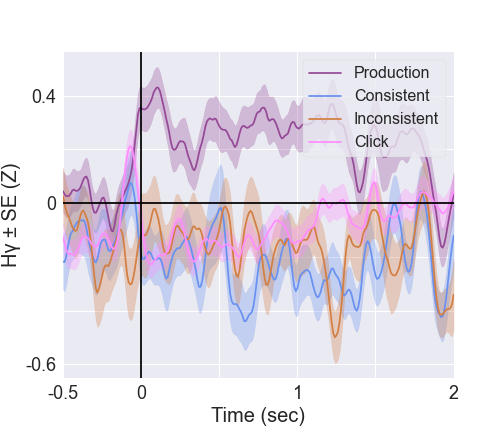 Production
Consistent
Inconsistent
Click
0.4
0
-0.6
Hγ ± SE (Z)
-0.5 0 1 2
Time (sec)